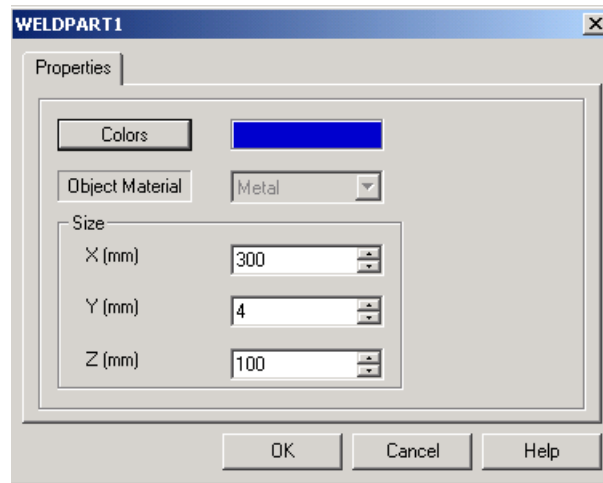 WELDPART1
Properties
Colors
Object Material Metal
Size
X (mm) 300
Y (mm) 4
Z (mm) 100
OK Cancel Help